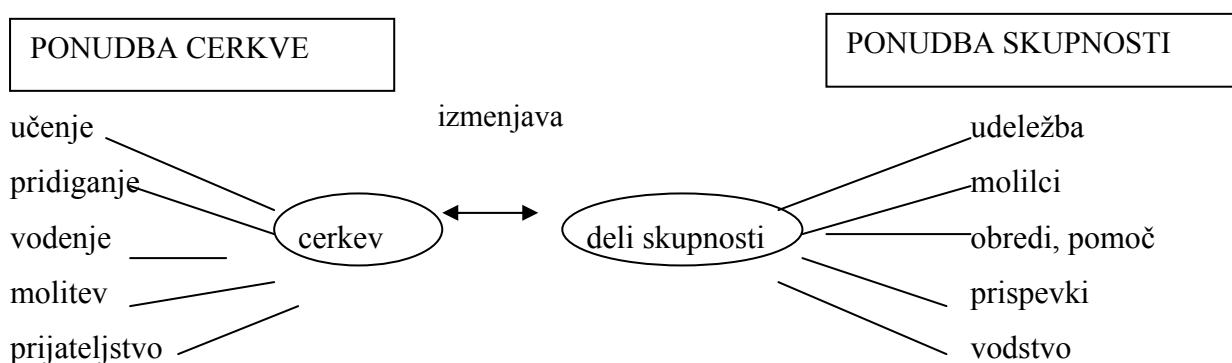 PONUDBA CERKVE
PONUDBA SKUPNOSTI
izmenjava
učenje
pridiganje
vodenje
molitev
prijateljstvo
cerkev
deli skupnosti
udeležba
molilci
obredi, pomoč
prispevki
vodstvo